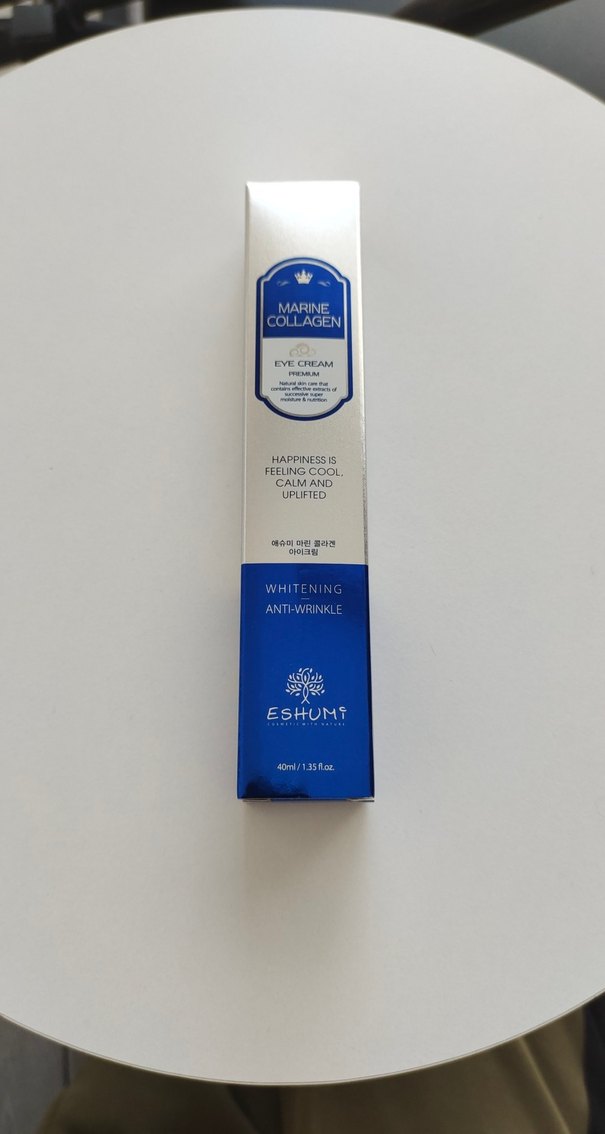 MARINE
COLLAGEN
EYE CREAM
PREMIUM
Natural skin care that
contains effective extracts of
successive super
moisture & nutrition
HAPPINESS IS
FEELING COOL,
CALM AND
UPLIFTED
애슈미 마린 콜라겐
아이크림
WHITENING
ANTI-WRINKLE
ESHUMi
COSMETIC WITH NATURE
40ml / 1.35 fl.oz.